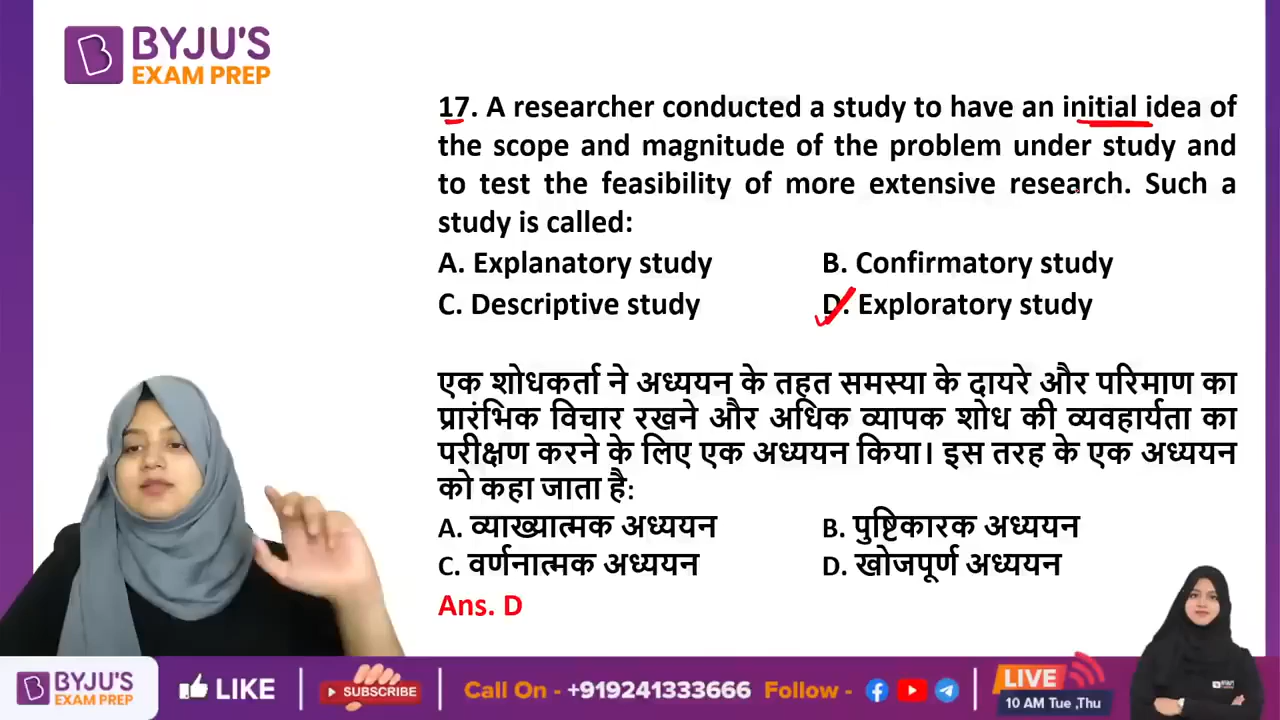 BYJU'S
EXAM PREP
17. A researcher conducted a study to have an initial idea of
the scope and magnitude of the problem under study and
to test the feasibility of more extensive research. Such a
study is called:
A. Explanatory study B. Confirmatory study
C. Descriptive study D. Exploratory study
एक शोधकर्ता ने अध्ययन के तहत समस्या के दायरे और परिमाण का
प्रारंभिक विचार रखने और अधिक व्यापक शोध की व्यवहार्यता का
परीक्षण करने के लिए एक अध्ययन किया। इस तरह के एक अध्ययन
को कहा जाता है:
A. व्याख्यात्मक अध्ययन B. पुष्टिकारक अध्ययन
C. वर्णनात्मक अध्ययन D. खोजपूर्ण अध्ययन
Ans. D
BYJU'S
EXAM PREP
LIKE
SUBSCRIBE
Call On - +919241333666 Follow -
LIVE
10 AM Tue ,Thu